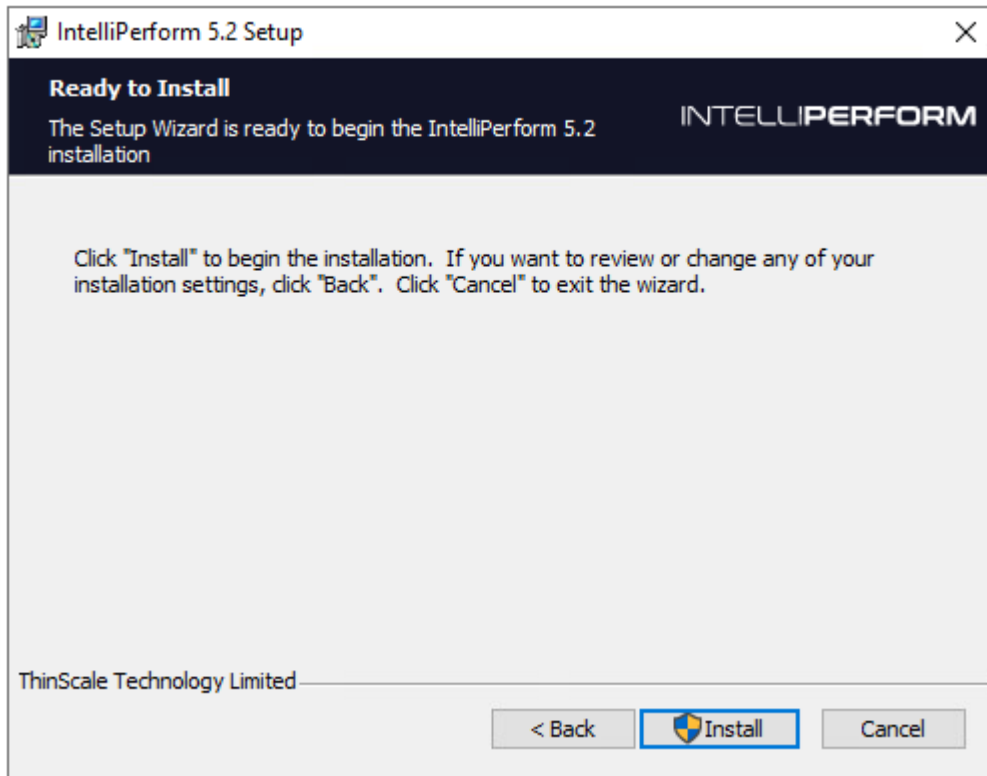 IntelliPerform 5.2 Setup
Ready to Install
The Setup Wizard is ready to begin the IntelliPerform 5.2
installation
INTELLIPERFORM
Click "Install" to begin the installation.  If you want to review or change any of your
installation settings, click "Back".  Click "Cancel" to exit the wizard.
ThinScale Technology Limited
< Back
Install
Cancel